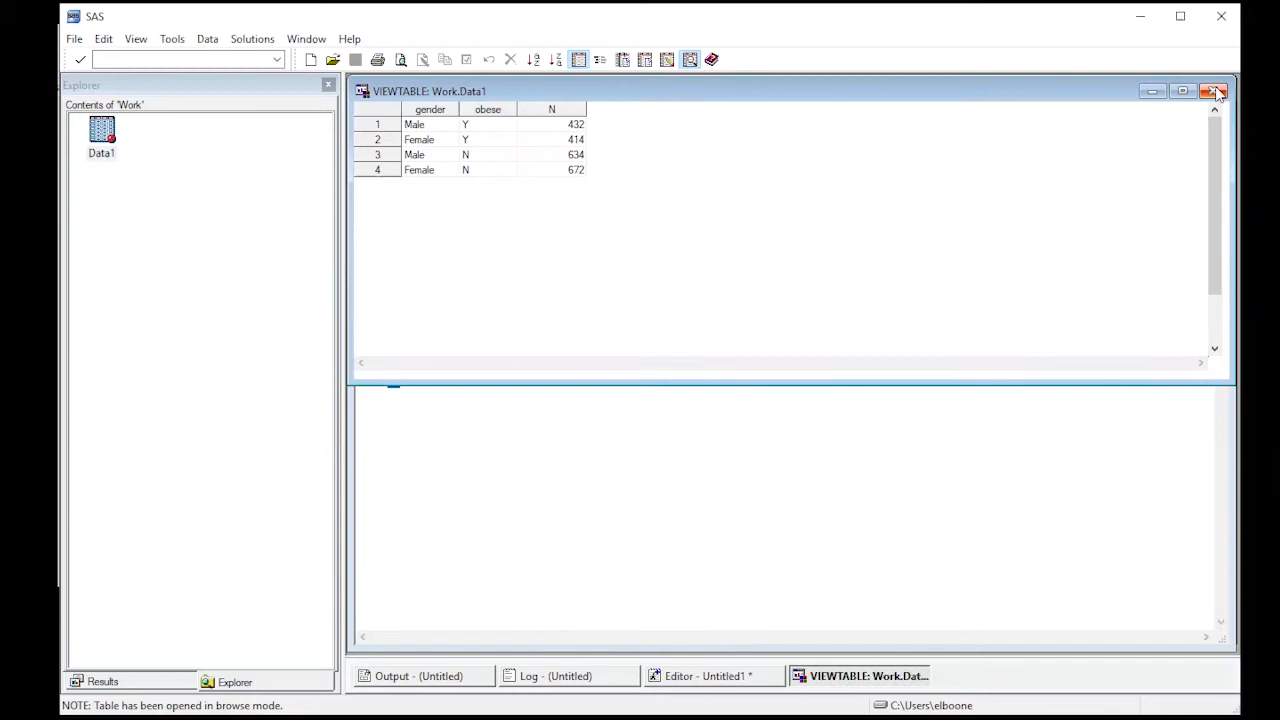 SAS
File Edit View Tools Data Solutions Window Help
Explorer
Contents of 'Work'
Data1
VIEWTABLE: Work.Data1
gender obese N
1 Male Y 432
2 Female Y 414
3 Male N 634
4 Female N 672
Results Explorer
Output - (Untitled) Log - (Untitled) Editor - Untitled1 * VIEWTABLE: Work.Dat...
NOTE: Table has been opened in browse mode. C:\Users\elboone